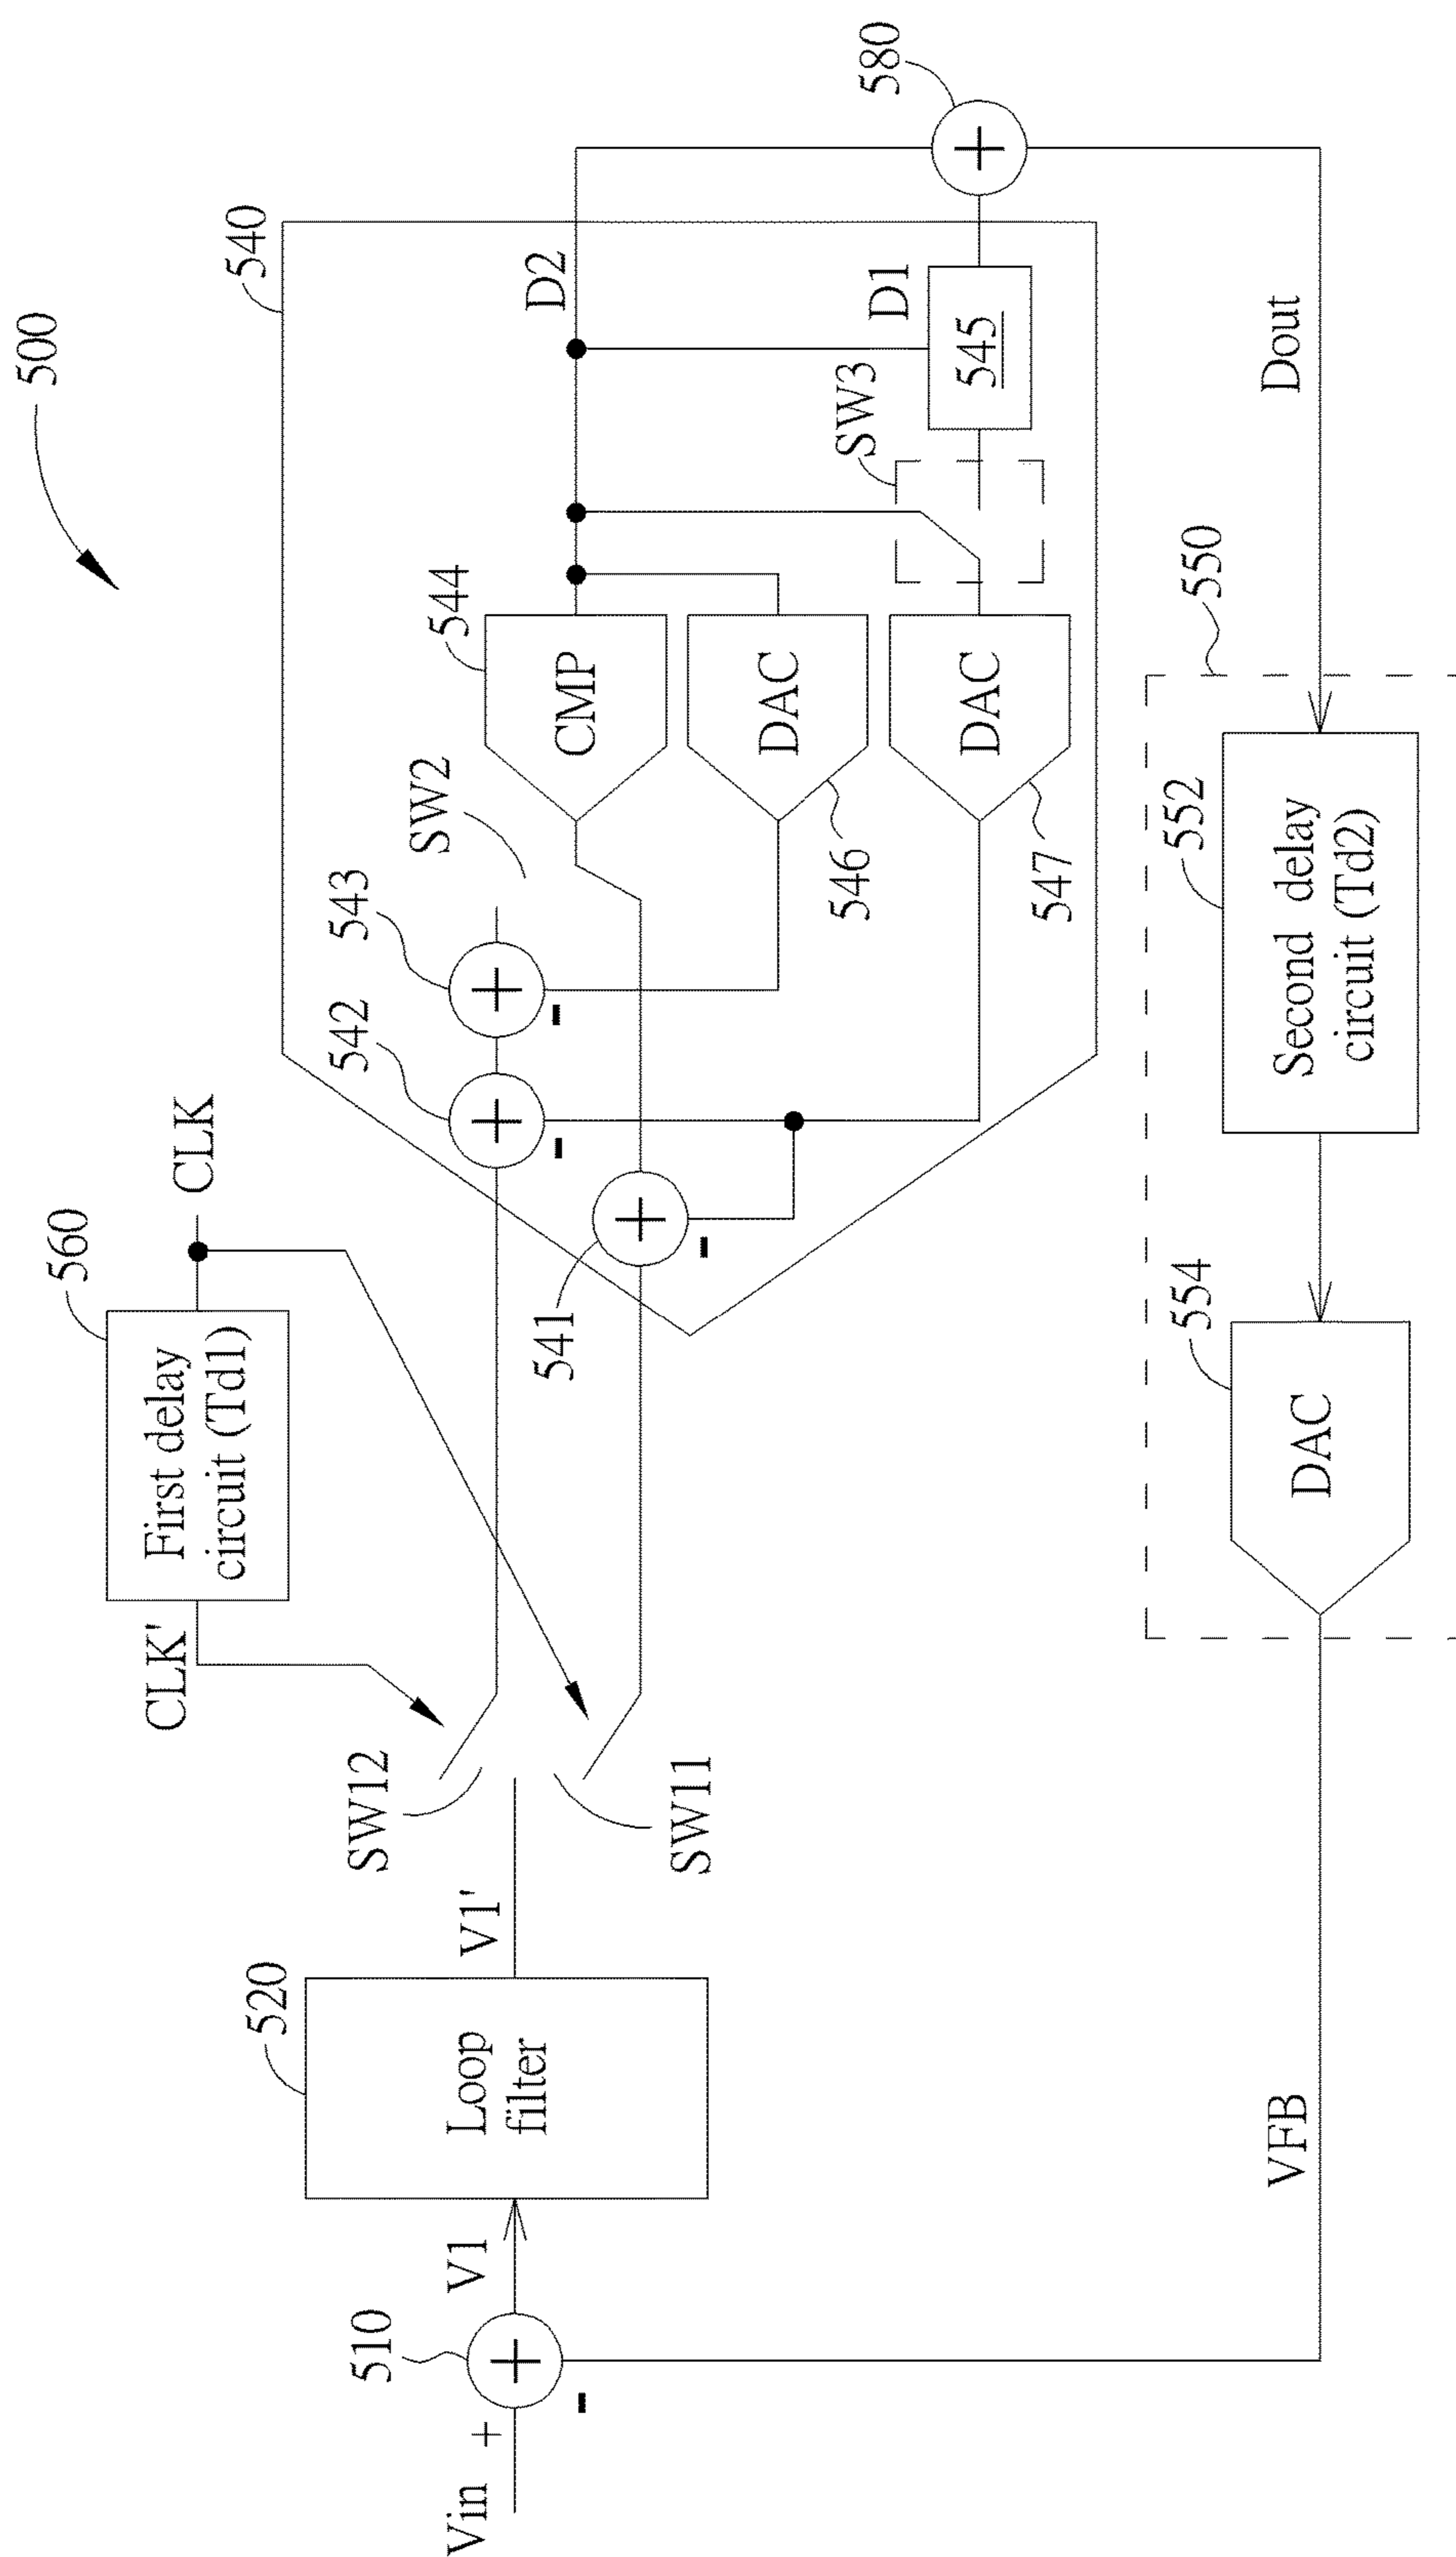 500
560
First delay
circuit (Td1)
CLK'
CLK
540
Vin
+
-
510
V1
520
Loop
filter
V1'
SW12
SW11
541
+
-
542
+
-
543
+
-
SW2
544
CMP
DAC
546
DAC
547
SW3
D2
D1
545
580
+
+
Dout
550
552
Second delay
circuit (Td2)
554
DAC
VFB